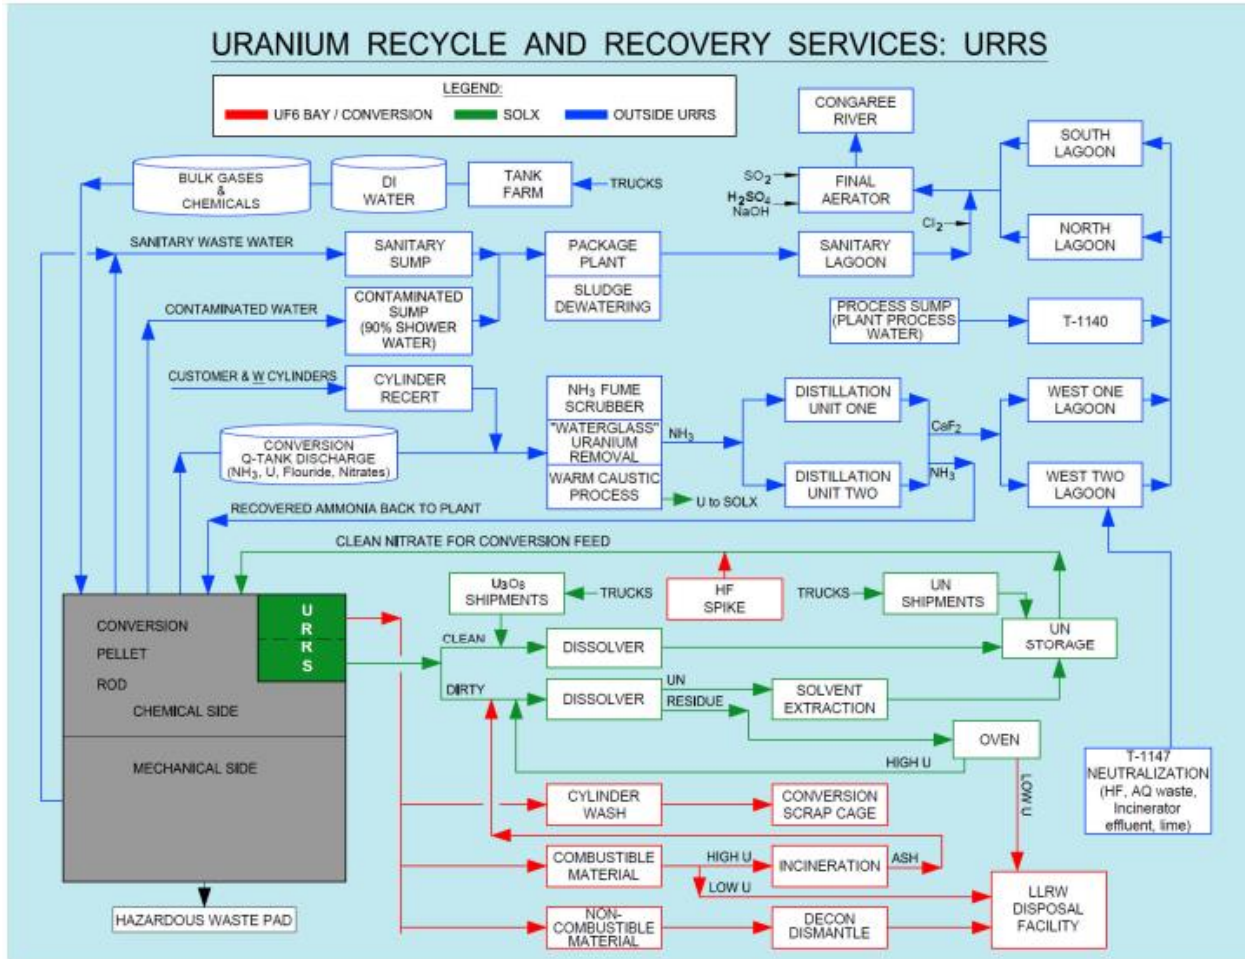 URANIUM RECYCLE AND RECOVERY SERVICES: URRS
LEGEND:
UF6 BAY / CONVERSION
SOLX
OUTSIDE URRS
BULK GASES
&
CHEMICALS
DI
WATER
TANK
FARM
TRUCKS
CONGAREE
RIVER
SO2
H2SO4
NaOH
FINAL
AERATOR
Cl2
SOUTH
LAGOON
NORTH
LAGOON
SANITARY WASTE WATER
SANITARY
SUMP
PACKAGE
PLANT
SLUDGE
DEWATERING
SANITARY
LAGOON
CONTAMINATED WATER
CONTAMINATED
SUMP
(90% SHOWER
WATER)
PROCESS SUMP
(PLANT PROCESS
WATER)
T-1140
CUSTOMER & W CYLINDERS
CYLINDER
RECERT
NH3 FUME
SCRUBBER
"WATERGLASS"
URANIUM
REMOVAL
WARM CAUSTIC
PROCESS
NH3
U to SOLX
DISTILLATION
UNIT ONE
DISTILLATION
UNIT TWO
CaF2
NH3
WEST ONE
LAGOON
WEST TWO
LAGOON
CONVERSION
Q-TANK DISCHARGE
(NH3, U, Flouride, Nitrates)
RECOVERED AMMONIA BACK TO PLANT
CLEAN NITRATE FOR CONVERSION FEED
U3O8
SHIPMENTS
TRUCKS
HF
SPIKE
TRUCKS
UN
SHIPMENTS
UN
STORAGE
CONVERSION
PELLET
ROD
CHEMICAL SIDE
MECHANICAL SIDE
U
R
R
S
CLEAN
DISSOLVER
DIRTY
DISSOLVER
UN
RESIDUE
SOLVENT
EXTRACTION
OVEN
HIGH U
LOW U
T-1147
NEUTRALIZATION
(HF, AQ waste,
Incinerator
effluent, lime)
CYLINDER
WASH
CONVERSION
SCRAP CAGE
COMBUSTIBLE
MATERIAL
HIGH U
LOW U
INCINERATION
ASH
NON-
COMBUSTIBLE
MATERIAL
DECON
DISMANTLE
LLRW
DISPOSAL
FACILITY
HAZARDOUS WASTE PAD